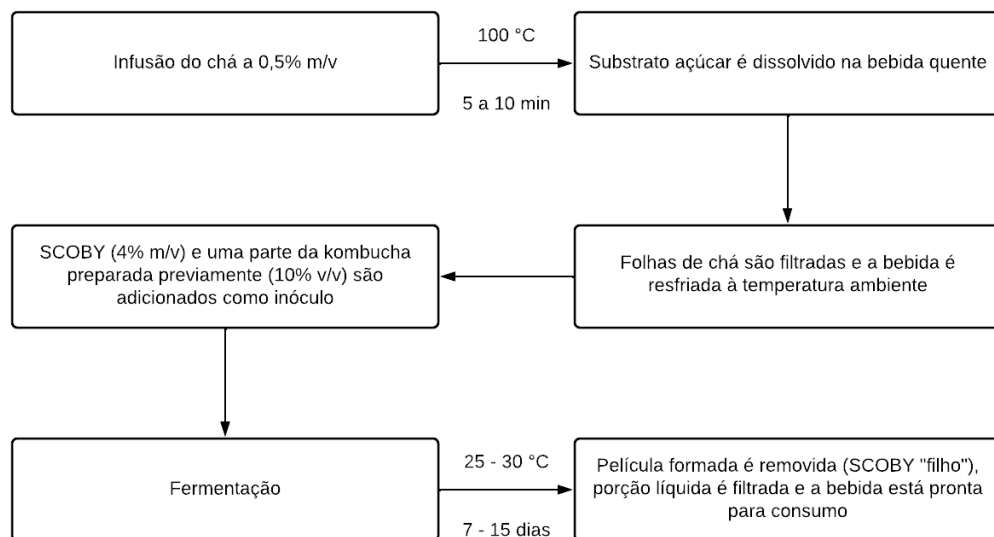 Infusão do chá a 0,5% m/v
100 °C
5 a 10 min
Substrato açúcar é dissolvido na bebida quente
Folhas de chá são filtradas e a bebida é
resfriada à temperatura ambiente
SCOBY (4% m/v) e uma parte da kombucha
preparada previamente (10% v/v) são
adicionados como inóculo
Fermentação
25 - 30 °C
7 - 15 dias
Película formada é removida (SCOBY "filho"),
porção líquida é filtrada e a bebida está pronta
para consumo